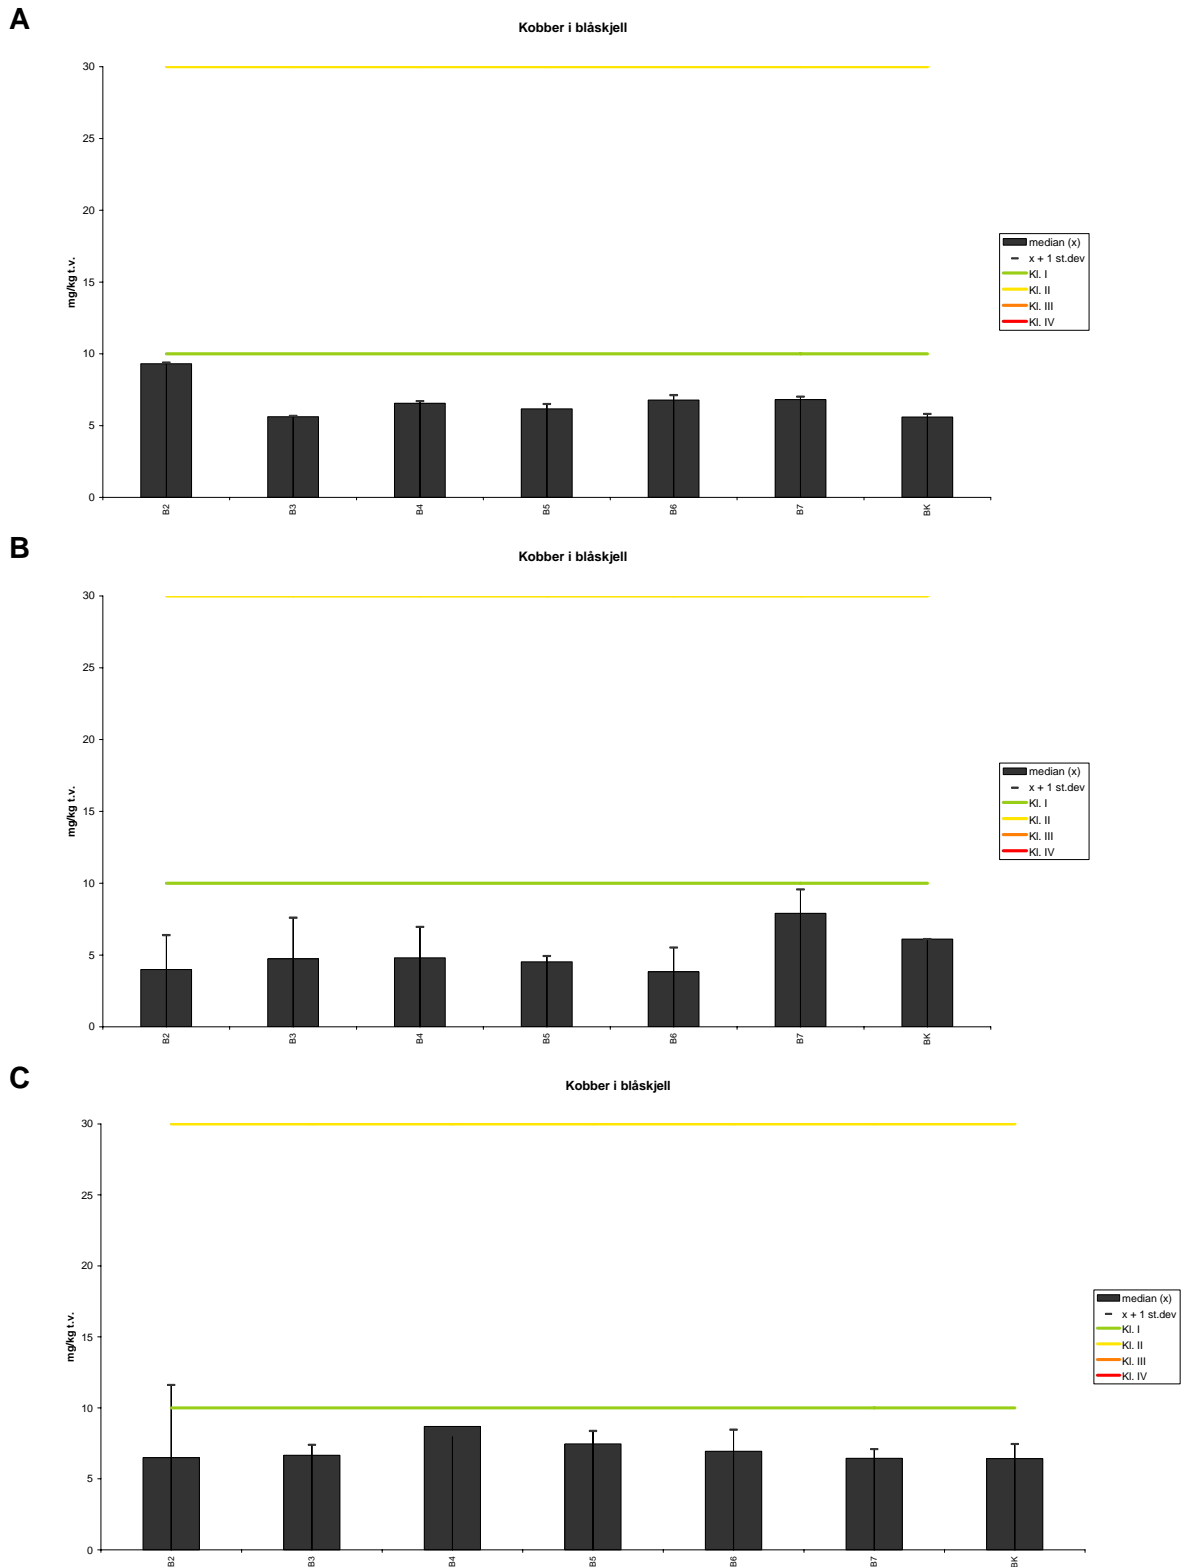 A
Kobber i blåskjell
30
25
20
15
10
5
0
mg/kg t.v.
B2 B3 B4 B5 B6 B7 BK
median (x)
x + 1 st.dev
Kl. I
Kl. II
Kl. III
Kl. IV
B
Kobber i blåskjell
30
25
20
15
10
5
0
mg/kg t.v.
B2 B3 B4 B5 B6 B7 BK
median (x)
x + 1 st.dev
Kl. I
Kl. II
Kl. III
Kl. IV
C
Kobber i blåskjell
30
25
20
15
10
5
0
mg/kg t.v.
B2 B3 B4 B5 B6 B7 BK
median (x)
x + 1 st.dev
Kl. I
Kl. II
Kl. III
Kl. IV